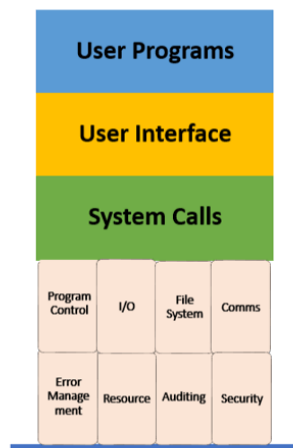 User Programs
User Interface
System Calls
Program
Control
I/O
File
System
Comms
Error
Manage
ment
Resource
Auditing
Security